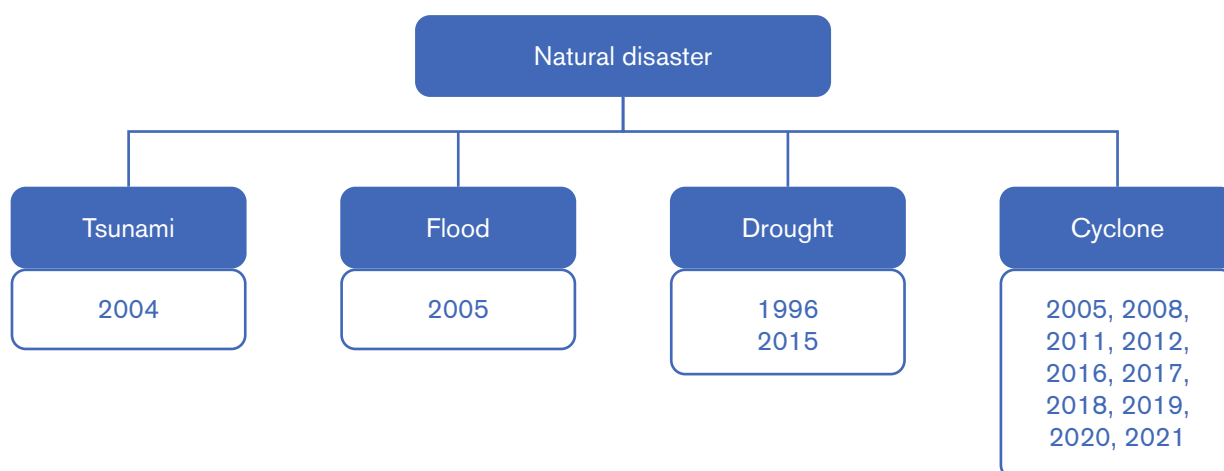 Natural disaster
Tsunami
2004
Flood
2005
Drought
1996
2015
Cyclone
2005, 2008,
2011, 2012,
2016, 2017,
2018, 2019,
2020, 2021